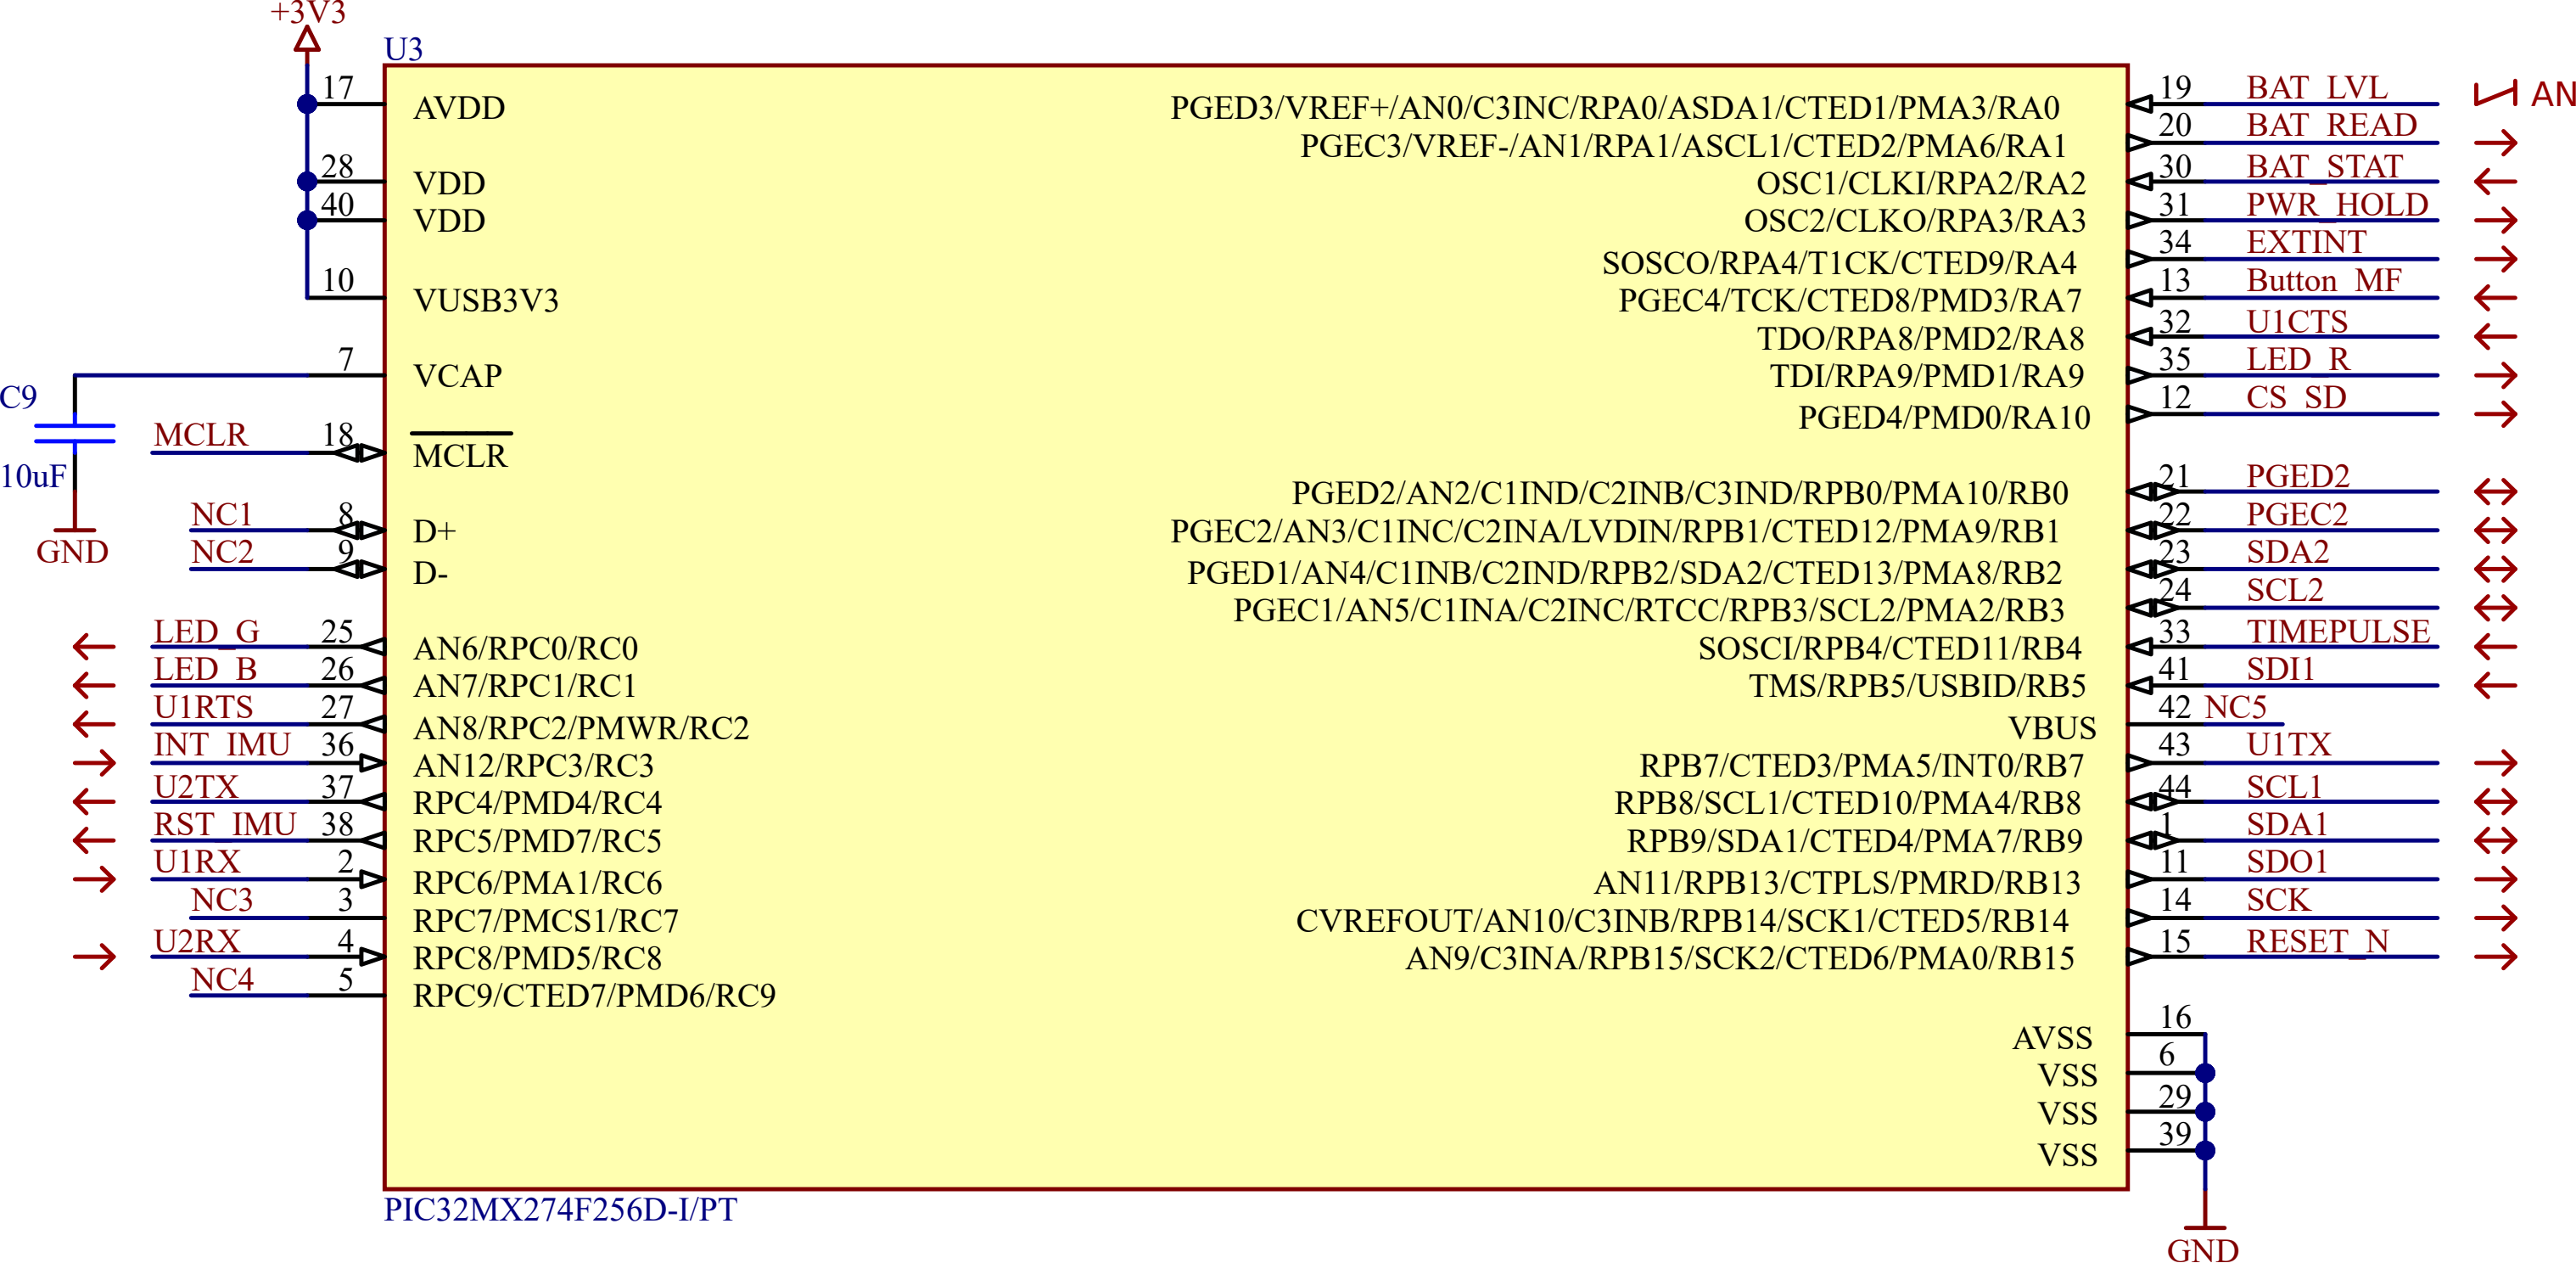 +3V3
U3
17 AVDD
28 VDD
40 VDD
10 VUSB3V3
7 VCAP
C9
10uF
GND
MCLR 18 MCLR
NC1 8 D+
NC2 9 D-
LED_G 25 AN6/RPC0/RC0
LED_B 26 AN7/RPC1/RC1
U1RTS 27 AN8/RPC2/PMWR/RC2
INT_IMU 36 AN12/RPC3/RC3
U2TX 37 RPC4/PMD4/RC4
RST_IMU 38 RPC5/PMD7/RC5
U1RX 2 RPC6/PMA1/RC6
NC3 3 RPC7/PMCS1/RC7
U2RX 4 RPC8/PMD5/RC8
NC4 5 RPC9/CTED7/PMD6/RC9
PGED3/VREF+/AN0/C3INC/RPA0/ASDA1/CTED1/PMA3/RA0 19 BAT_LVL AN
PGEC3/VREF-/AN1/RPA1/ASCL1/CTED2/PMA6/RA1 20 BAT_READ
OSC1/CLKI/RPA2/RA2 30 BAT_STAT
OSC2/CLKO/RPA3/RA3 31 PWR_HOLD
SOSCO/RPA4/T1CK/CTED9/RA4 34 EXTINT
PGEC4/TCK/CTED8/PMD3/RA7 13 Button_MF
TDO/RPA8/PMD2/RA8 32 U1CTS
TDI/RPA9/PMD1/RA9 35 LED_R
PGED4/PMD0/RA10 12 CS_SD
PGED2/AN2/C1IND/C2INB/C3IND/RPB0/PMA10/RB0 21 PGED2
PGEC2/AN3/C1INC/C2INA/LVDIN/RPB1/CTED12/PMA9/RB1 22 PGEC2
PGED1/AN4/C1INB/C2IND/RPB2/SDA2/CTED13/PMA8/RB2 23 SDA2
PGEC1/AN5/C1INA/C2INC/RTCC/RPB3/SCL2/PMA2/RB3 24 SCL2
SOSCI/RPB4/CTED11/RB4 33 TIMEPULSE
TMS/RPB5/USBID/RB5 41 SDI1
VBUS 42 NC5
RPB7/CTED3/PMA5/INT0/RB7 43 U1TX
RPB8/SCL1/CTED10/PMA4/RB8 44 SCL1
RPB9/SDA1/CTED4/PMA7/RB9 1 SDA1
AN11/RPB13/CTPLS/PMRD/RB13 11 SDO1
CVREFOUT/AN10/C3INB/RPB14/SCK1/CTED5/RB14 14 SCK
AN9/C3INA/RPB15/SCK2/CTED6/PMA0/RB15 15 RESET_N
AVSS 16
VSS 6
VSS 29
VSS 39
GND
PIC32MX274F256D-I/PT